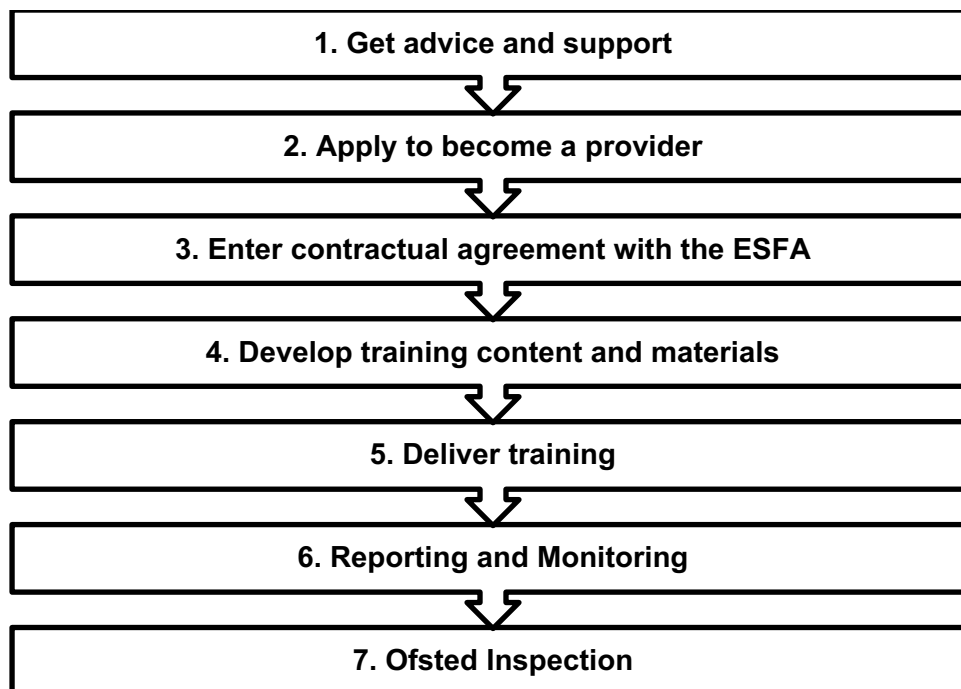 1. Get advice and support
2. Apply to become a provider
3. Enter contractual agreement with the ESFA
4. Develop training content and materials
5. Deliver training
6. Reporting and Monitoring
7. Ofsted Inspection